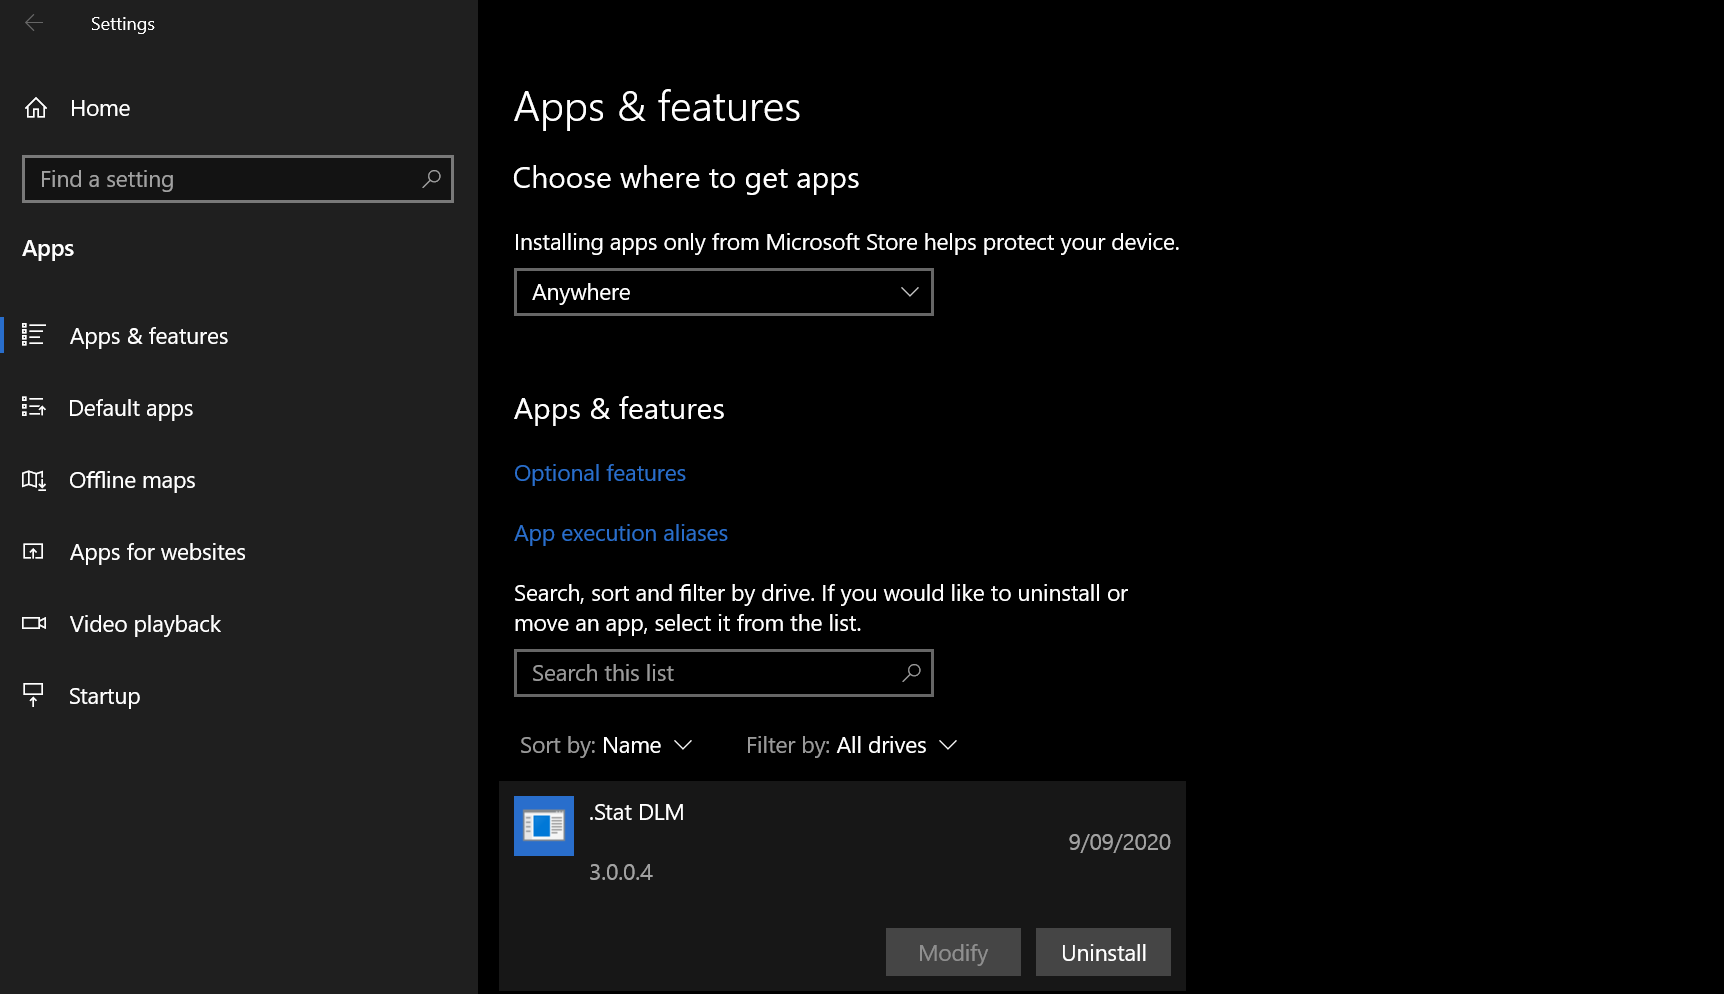 Settings
Home
Find a setting
Apps
Apps & features
Default apps
Offline maps
Apps for websites
Video playback
Startup
Apps & features
Choose where to get apps
Installing apps only from Microsoft Store helps protect your device.
Anywhere
Apps & features
Optional features
App execution aliases
Search, sort and filter by drive. If you would like to uninstall or
move an app, select it from the list.
Search this list
Sort by: Name Filter by: All drives
.Stat DLM
9/09/2020
3.0.0.4
Modify Uninstall